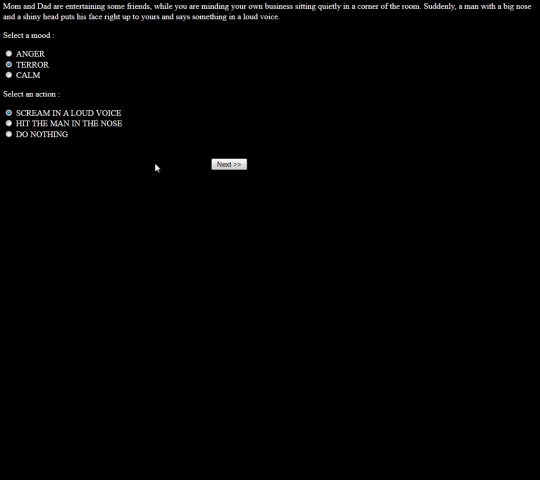 Mom and Dad are entertaining some friends, while you are minding your own business sitting quietly in a corner of the room. Suddenly, a man with a big nose
and a shiny head puts his face right up to yours and says something in a loud voice.
Select a mood :
ANGER
TERROR
CALM
Select an action :
SCREAM IN A LOUD VOICE
HIT THE MAN IN THE NOSE
DO NOTHING
Next >>